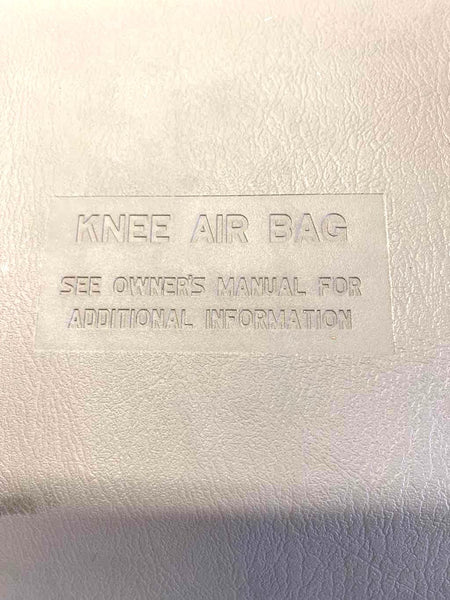 KNEE AIR BAG
SEE OWNER'S MANUAL FOR
ADDITIONAL INFORMATION